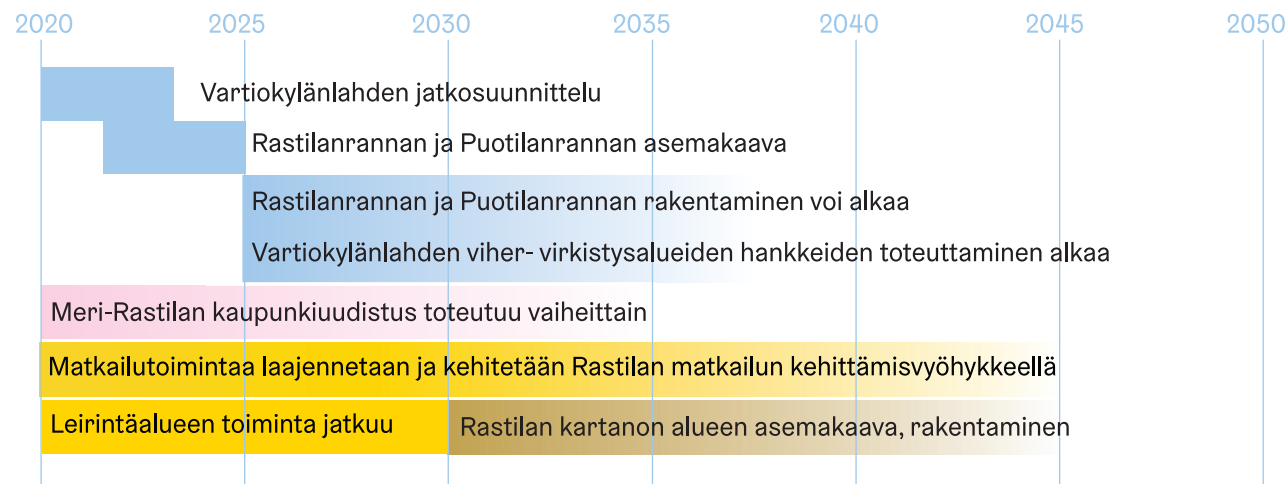 2020 2025 2030 2035 2040 2045 2050
Vartiokylänlahden jatkosuunnittelu
Rastilanrannan ja Puotilanrannan asemakaava
Rastilanrannan ja Puotilanrannan rakentaminen voi alkaa
Vartiokylänlahden viher- virkistysalueiden hankkeiden toteuttaminen alkaa
Meri-Rastilan kaupunkiuudistus toteutuu vaiheittain
Matkailutoimintaa laajennetaan ja kehitetään Rastilan matkailun kehittämisvyöhykkeellä
Leirintäalueen toiminta jatkuu Rastilan kartanon alueen asemakaava, rakentaminen